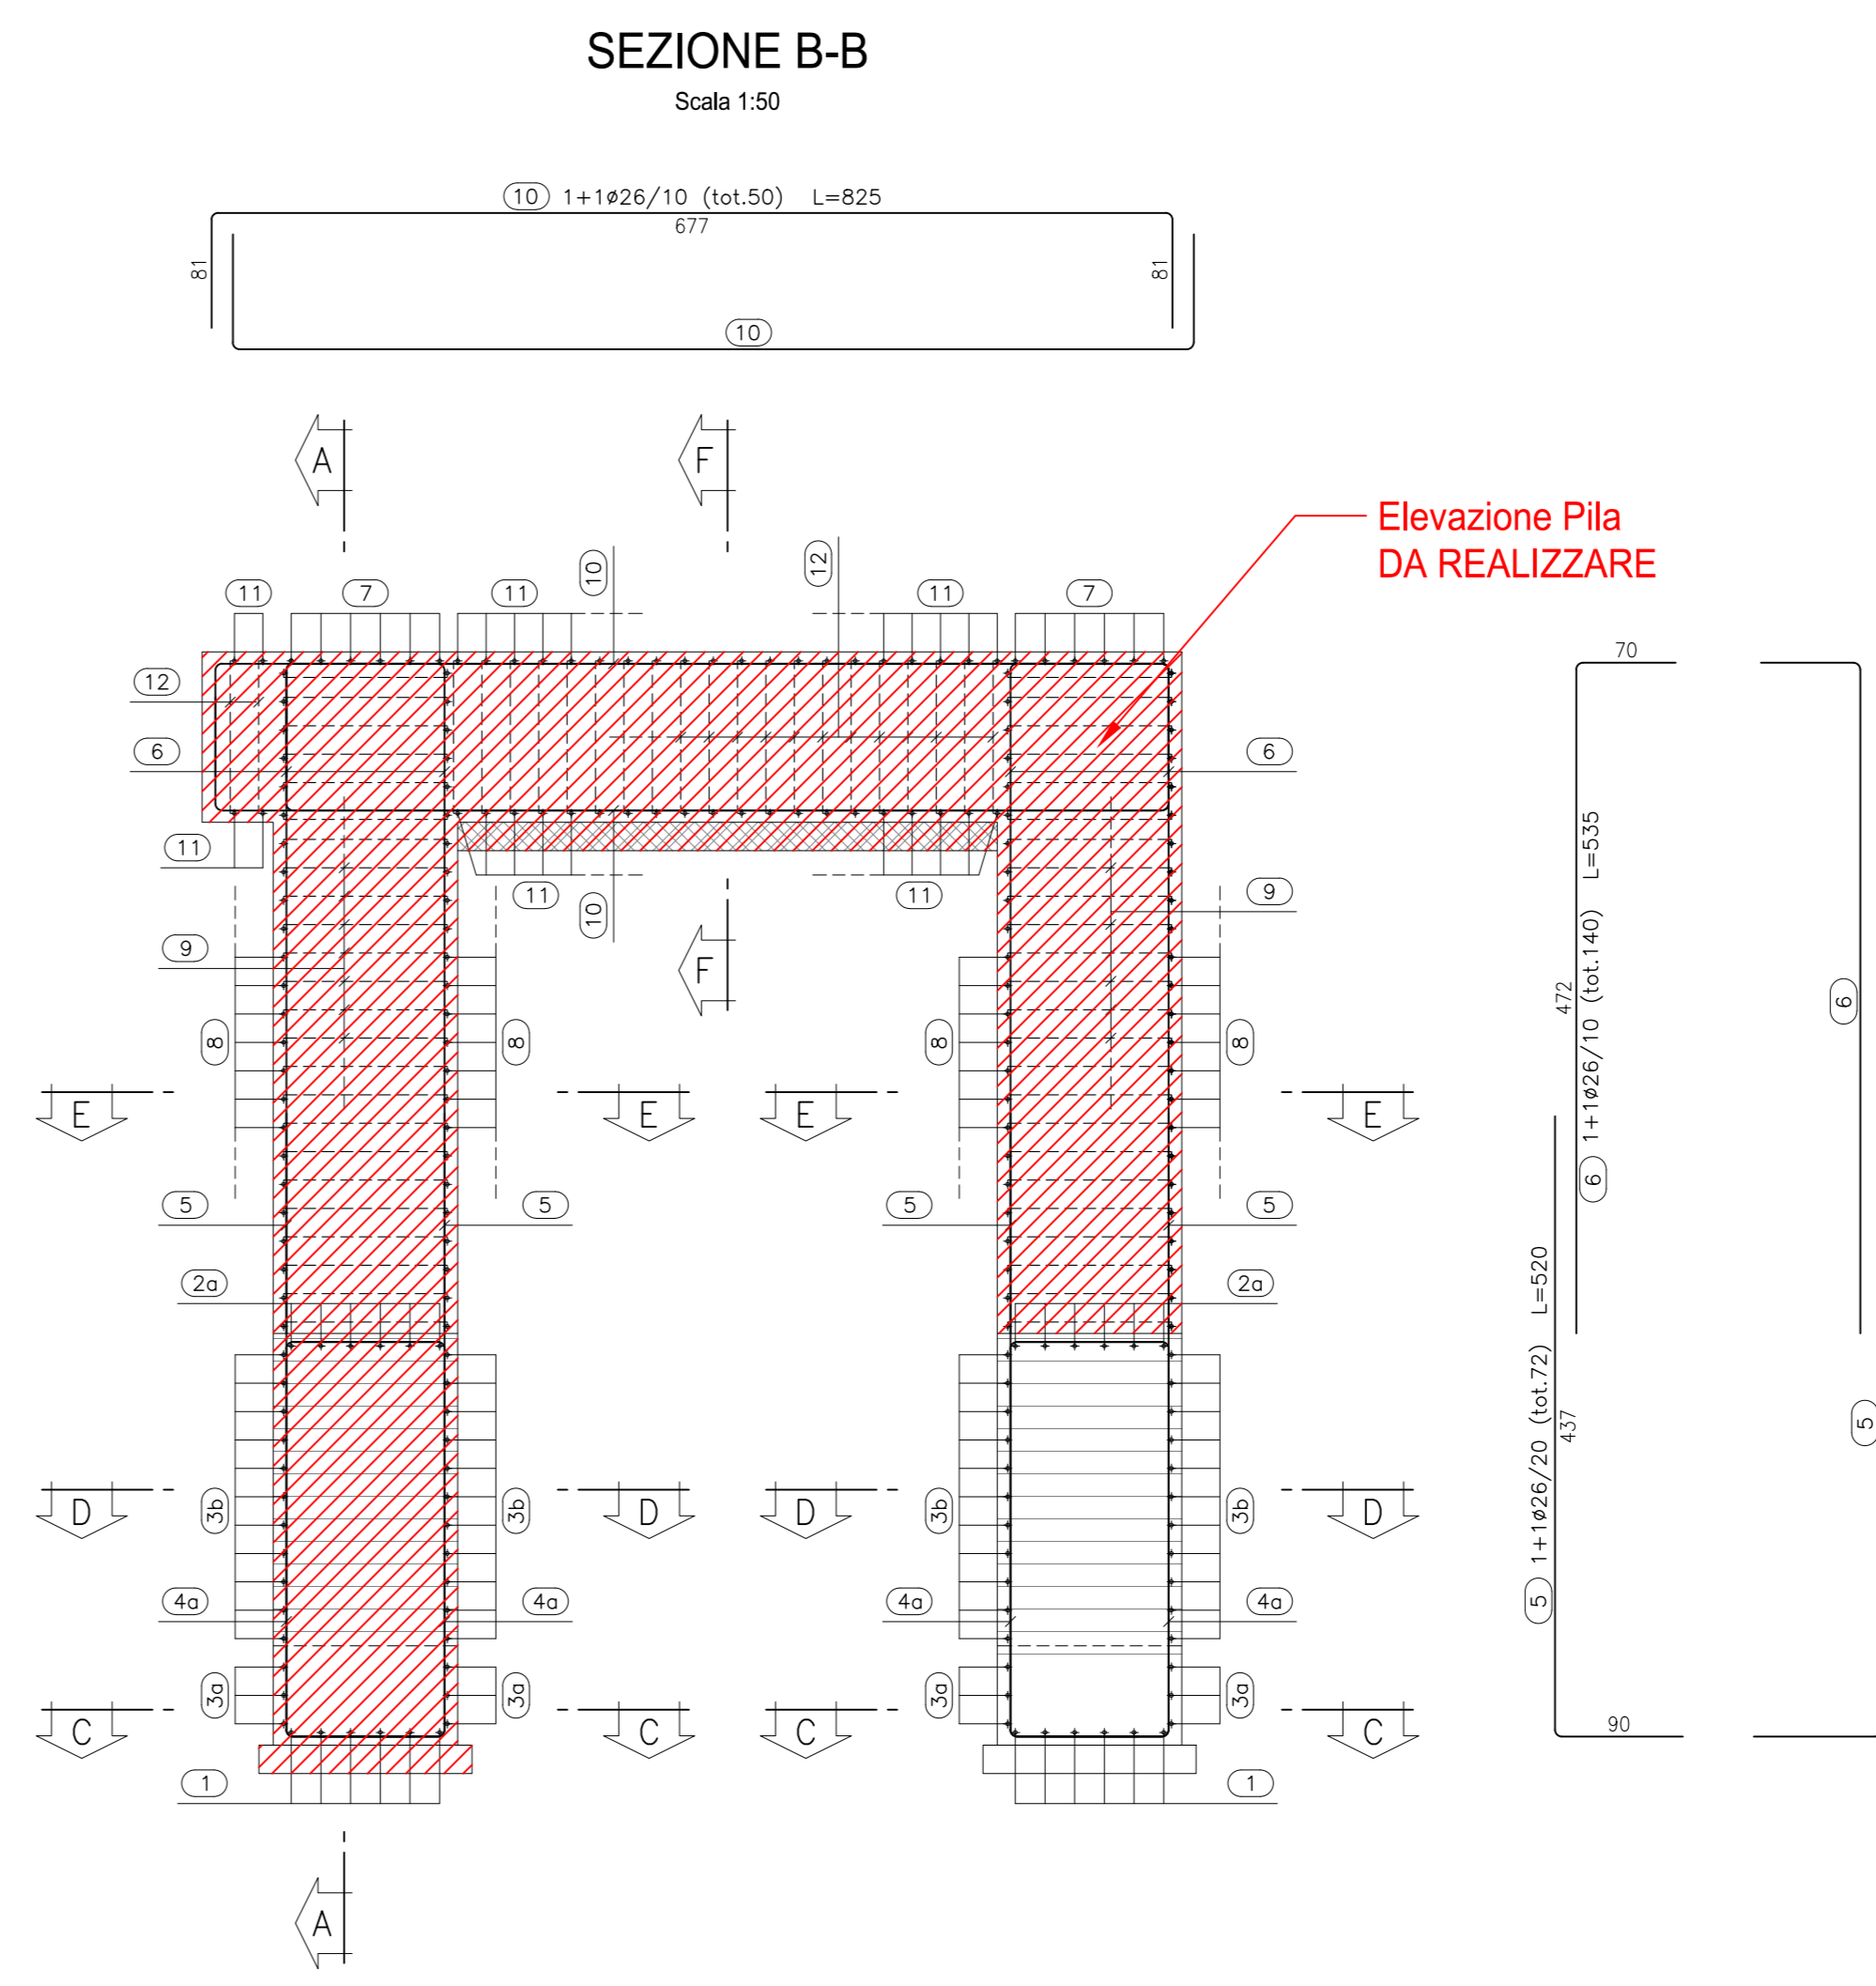 SEZIONE B-B
Scala 1:50
10 1+1ø26/10 (tot.50) L=825
677
81
81
10
A
F
Elevazione Pila
DA REALIZZARE
11
7
11
10
12
11
7
12
6
6
11
11
10
11
9
9
F
8
8
8
8
E
E
E
E
5
5
5
5
2a
2a
D
D
D
D
3b
3b
3b
3b
4a
4a
4a
4a
3a
3a
3a
3a
C
C
C
C
1
1
A
70
6 1+1ø26/10 (tot.140) L=535
472
6
5 1+1ø26/20 (tot.72) L=520
437
5
90